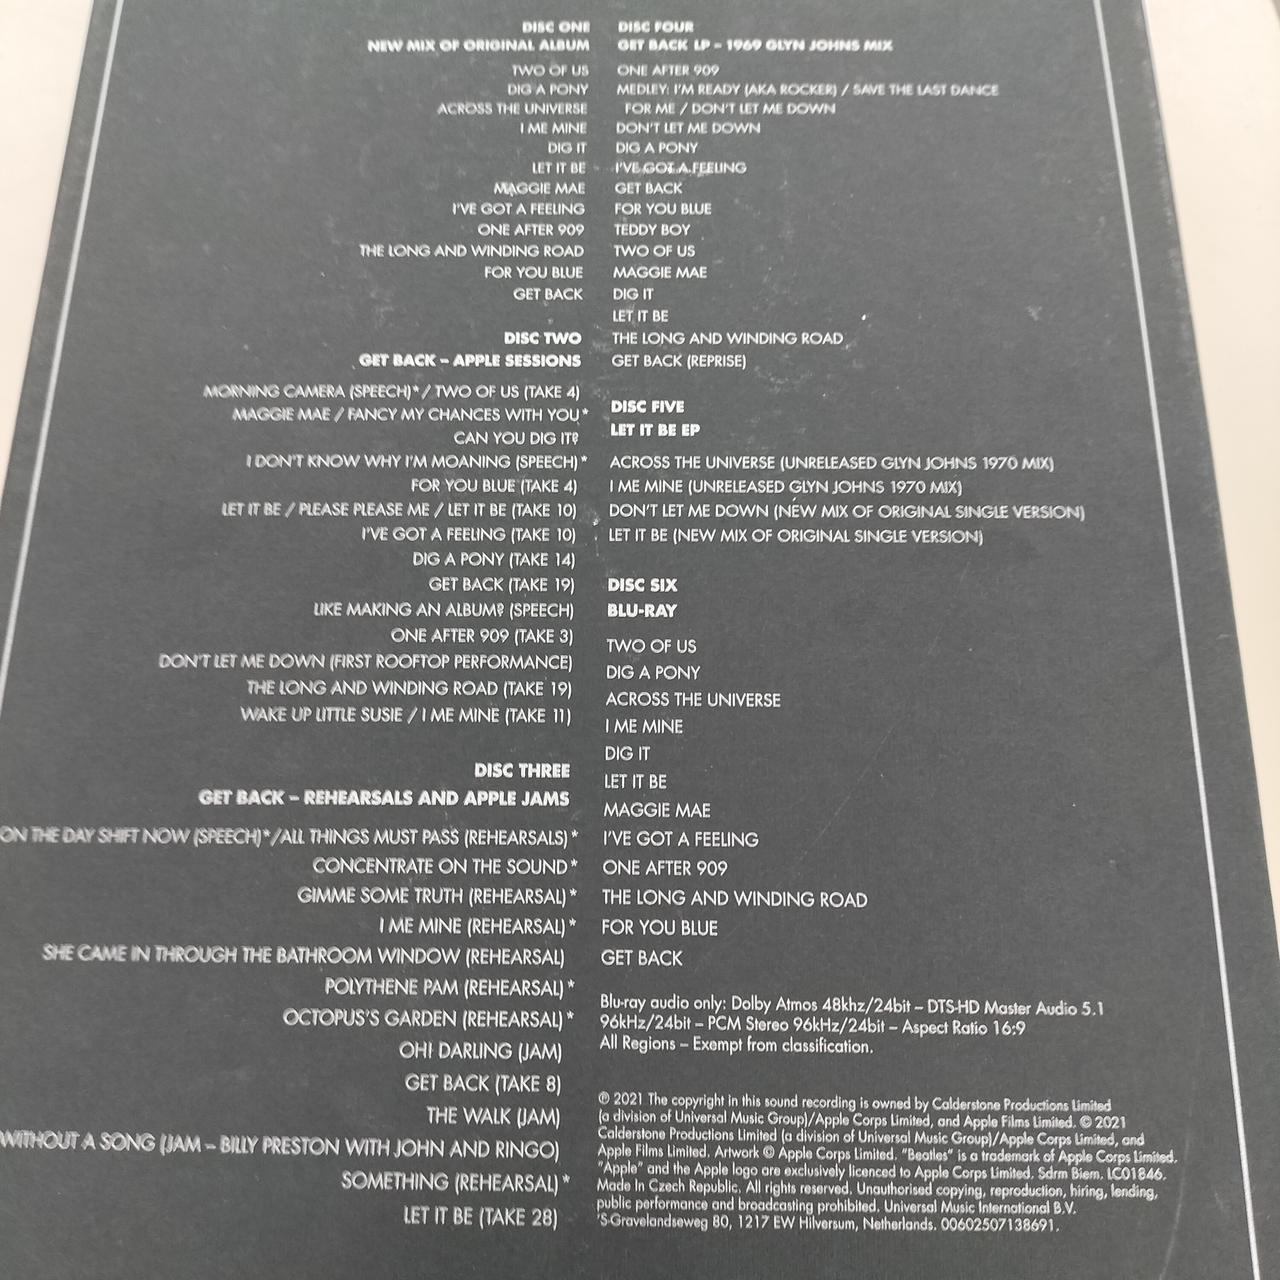 DISC ONE
NEW MIX OF ORIGINAL ALBUM
TWO OF US
DIG A PONY
ACROSS THE UNIVERSE
I ME MINE
DIG IT
LET IT BE
MAGGIE MAE
I'VE GOT A FEELING
ONE AFTER 909
THE LONG AND WINDING ROAD
FOR YOU BLUE
GET BACK
DISC TWO
GET BACK – APPLE SESSIONS
MORNING CAMERA (SPEECH)* / TWO OF US (TAKE 4)
MAGGIE MAE / FANCY MY CHANCES WITH YOU*
CAN YOU DIG IT?
I DON'T KNOW WHY I'M MOANING (SPEECH)*
FOR YOU BLUE (TAKE 4)
LET IT BE / PLEASE PLEASE ME / LET IT BE (TAKE 10)
I'VE GOT A FEELING (TAKE 10)
DIG A PONY (TAKE 14)
GET BACK (TAKE 19)
LIKE MAKING AN ALBUM? (SPEECH)
ONE AFTER 909 (TAKE 3)
DON'T LET ME DOWN (FIRST ROOFTOP PERFORMANCE)
THE LONG AND WINDING ROAD (TAKE 19)
WAKE UP LITTLE SUSIE / I ME MINE (TAKE 11)
DISC THREE
GET BACK – REHEARSALS AND APPLE JAMS
ON THE DAY SHIFT NOW (SPEECH)*/ALL THINGS MUST PASS (REHEARSALS)*
CONCENTRATE ON THE SOUND*
GIMME SOME TRUTH (REHEARSAL)*
I ME MINE (REHEARSAL)*
SHE CAME IN THROUGH THE BATHROOM WINDOW (REHEARSAL)
POLYTHENE PAM (REHEARSAL)*
OCTOPUS'S GARDEN (REHEARSAL)*
OH! DARLING (JAM)
GET BACK (TAKE 8)
THE WALK (JAM)
WITHOUT A SONG (JAM – BILLY PRESTON WITH JOHN AND RINGO)
SOMETHING (REHEARSAL)*
LET IT BE (TAKE 28)
DISC FOUR
GET BACK LP – 1969 GLYN JOHNS MIX
ONE AFTER 909
MEDLEY: I'M READY (AKA ROCKER) / SAVE THE LAST DANCE
FOR ME / DON'T LET ME DOWN
DON'T LET ME DOWN
DIG A PONY
I'VE GOT A FEELING
GET BACK
FOR YOU BLUE
TEDDY BOY
TWO OF US
MAGGIE MAE
DIG IT
LET IT BE
THE LONG AND WINDING ROAD
GET BACK (REPRISE)
DISC FIVE
LET IT BE EP
ACROSS THE UNIVERSE (UNRELEASED GLYN JOHNS 1970 MIX)
I ME MINE (UNRELEASED GLYN JOHNS 1970 MIX)
DON'T LET ME DOWN (NEW MIX OF ORIGINAL SINGLE VERSION)
LET IT BE (NEW MIX OF ORIGINAL SINGLE VERSION)
DISC SIX
BLU-RAY
TWO OF US
DIG A PONY
ACROSS THE UNIVERSE
I ME MINE
DIG IT
LET IT BE
MAGGIE MAE
I'VE GOT A FEELING
ONE AFTER 909
THE LONG AND WINDING ROAD
FOR YOU BLUE
GET BACK
Blu-ray audio only: Dolby Atmos 48khz/24bit – DTS-HD Master Audio 5.1
96kHz/24bit – PCM Stereo 96kHz/24bit – Aspect Ratio 16:9
All Regions – Exempt from classification.
℗ 2021 The copyright in this sound recording is owned by Calderstone Productions Limited
(a division of Universal Music Group)/Apple Corps Limited, and Apple Films Limited. © 2021
Calderstone Productions Limited (a division of Universal Music Group)/Apple Corps Limited, and
Apple Films Limited. Artwork © Apple Corps Limited. "Beatles" is a trademark of Apple Corps Limited.
"Apple" and the Apple logo are exclusively licenced to Apple Corps Limited. Sdrm Biem. LC01846.
Made In Czech Republic. All rights reserved. Unauthorised copying, reproduction, hiring, lending,
public performance and broadcasting prohibited. Universal Music International B.V.
'S-Gravelandseweg 80, 1217 EW Hilversum, Netherlands. 00602507138691.